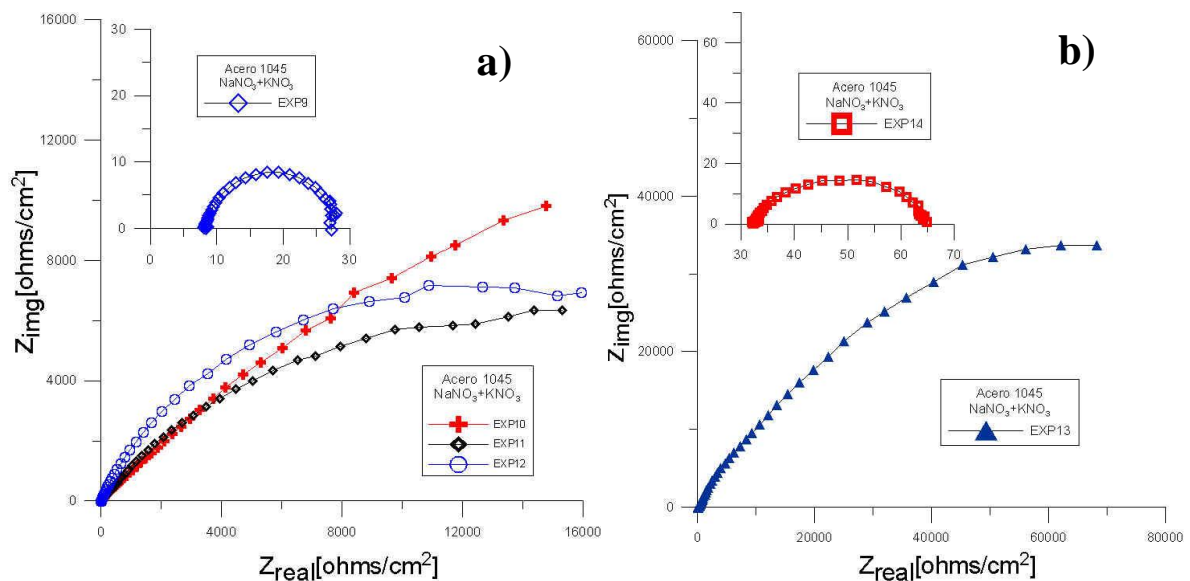 a)
16000
12000
8000
4000
0
Zimg[ohms/cm²]
0
4000
8000
12000
16000
Zreal[ohms/cm²]
30
25
20
15
10
5
0
0
10
20
30
Acero 1045
NaNO₃+KNO₃
EXP9
Acero 1045
NaNO₃+KNO₃
EXP10
EXP11
EXP12
b)
60000
40000
20000
0
Zimg[ohms/cm²]
0
20000
40000
60000
80000
Zreal[ohms/cm²]
60
40
20
0
30
40
50
60
70
Acero 1045
NaNO₃+KNO₃
EXP14
Acero 1045
NaNO₃+KNO₃
EXP13